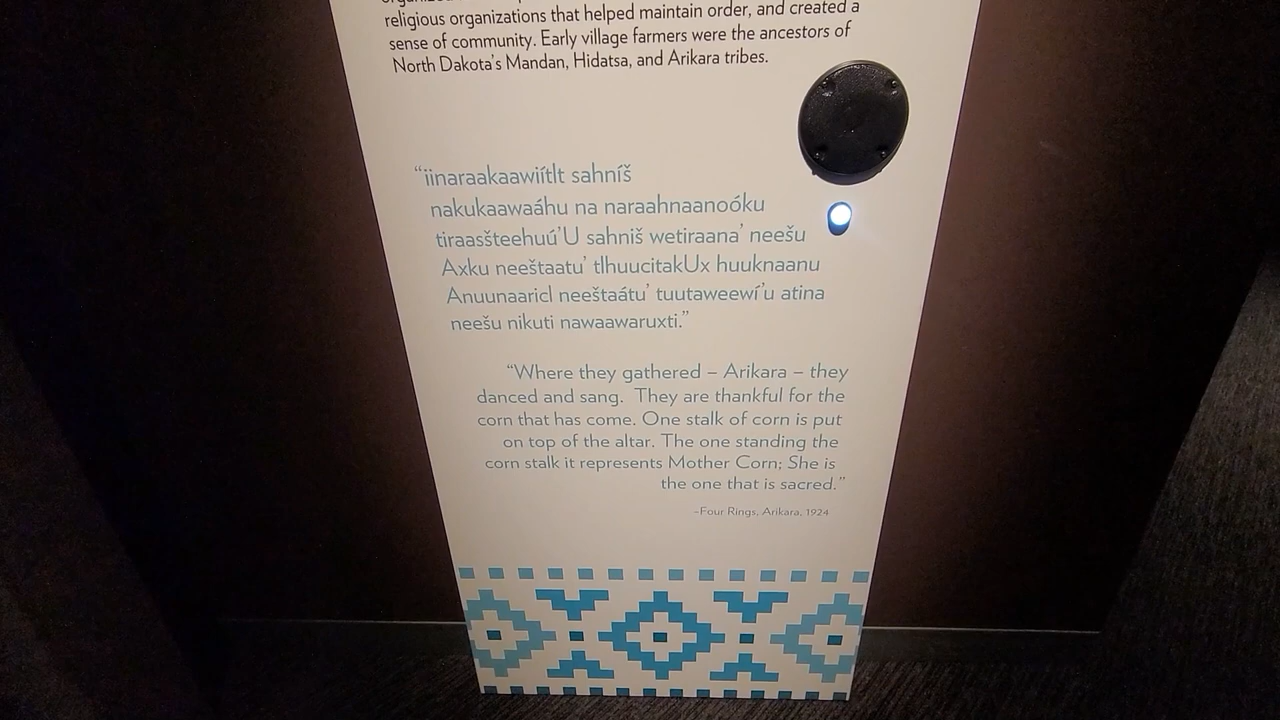 religious organizations that helped maintain order, and created a
sense of community. Early village farmers were the ancestors of
North Dakota's Mandan, Hidatsa, and Arikara tribes.
“iinaraakaawiítIt sahníš
nakukaawaáhu na naraahnaanoóku
tiraasšteehuú'U sahniš wetiraana' neešu
Axku neeštaatu' tIhuucitakUx huuknaanu
AnuunaaricI neeštaátu' tuutaweewí'u atina
neešu nikuti nawaawaruxti.”
“Where they gathered – Arikara – they
danced and sang. They are thankful for the
corn that has come. One stalk of corn is put
on top of the altar. The one standing the
corn stalk it represents Mother Corn; She is
the one that is sacred.”
–Four Rings, Arikara, 1924